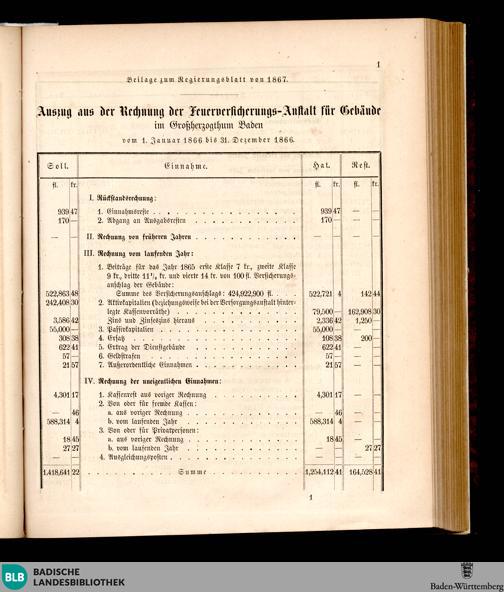 1
Beilage zum Regierungsblatt von 1867.
Auszug aus der Rechnung der Feuerversicherungs-Anstalt für Gebäude
im Großherzogthum Baden
vom 1. Januar 1866 bis 31. Dezember 1866.
Soll. Einnahme. Hat. Rest.
fl. kr. fl. kr. fl. kr.
I. Rückstandsrechnung:
939 47 1. Einnahmsreste . . . 939 47 — —
170 — 2. Abgang an Ausgabsresten . . . 170 — — —
— — II. Rechnung von früheren Jahren . . . — — — —
III. Rechnung vom laufenden Jahr:
1. Beiträge für das Jahr 1865 erste Klasse 7 kr., zweite Klasse
9 kr., dritte 11½ kr. und vierte 14 kr. von 100 fl. Versicherungs-
anschlag der Gebäude:
522,863 48 Summe des Versicherungsanschlags: 424,922,900 fl. . . 522,721 4 142 44
242,408 30 2. Aktivkapitalien (beziehungsweise bei der Versorgungsanstalt hinter-
legte Kassenvorräthe) . . . 79,500 — 162,908 30
3,586 42 Zins und Zinseszins hieraus . . . 2,336 42 1,250 —
55,000 — 3. Passivkapitalien . . . 55,000 — — —
308 38 4. Ersatz . . . 108 38 200 —
622 41 5. Ertrag der Dienstgebäude . . . 622 41 — —
57 — 6. Geldstrafen . . . 57 — — —
21 57 7. Außerordentliche Einnahmen . . . 21 57 — —
IV. Rechnung der uneigentlichen Einnahmen:
4,301 17 1. Kassenrest aus voriger Rechnung . . . 4,301 17 — —
2. Von oder für fremde Kassen:
— 46 a. aus voriger Rechnung . . . — 46 — —
588,314 4 b. vom laufenden Jahr . . . 588,314 4 — —
3. Von oder für Privatpersonen:
18 45 a. aus voriger Rechnung . . . 18 45 — —
27 27 b. vom laufenden Jahr . . . — — 27 27
— — 4. Ausgleichungsposten . . . — — — —
1,418,641 22 . . . Summe . . . 1,254,112 41 164,528 41
1
BLB BADISCHE
LANDESBIBLIOTHEK
Baden-Württemberg